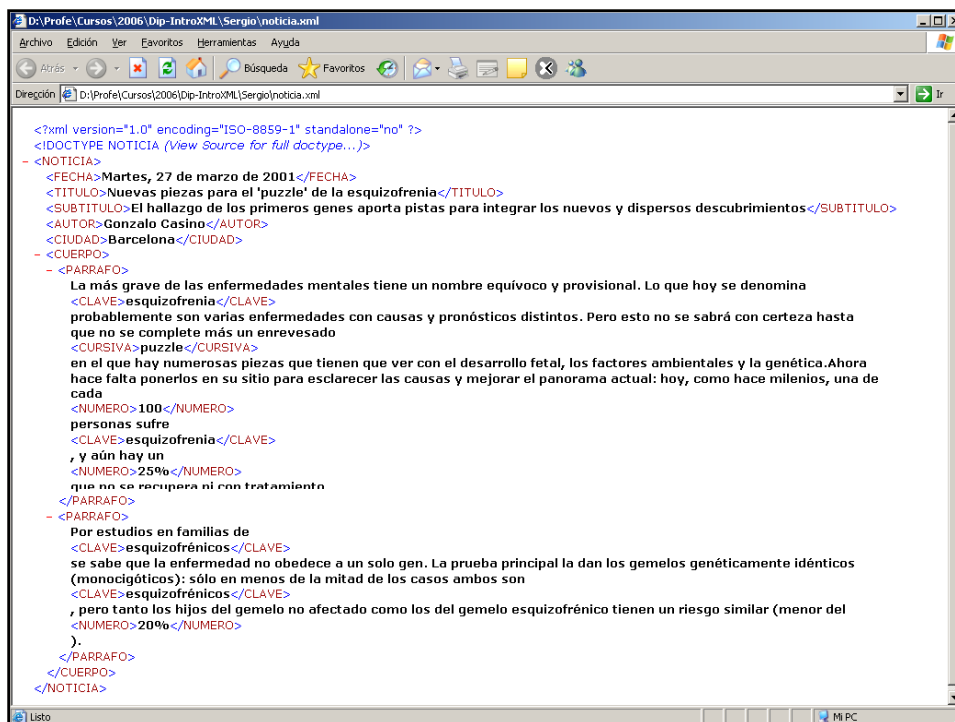 D:\Profe\Cursos\2006\Dip-IntroXML\Sergio\noticia.xml
Archivo Edición Ver Favoritos Herramientas Ayuda
Atrás Búsqueda Favoritos
Dirección D:\Profe\Cursos\2006\Dip-IntroXML\Sergio\noticia.xml Ir
<?xml version="1.0" encoding="ISO-8859-1" standalone="no" ?>
<!DOCTYPE NOTICIA (View Source for full doctype...)>
- <NOTICIA>
<FECHA>Martes, 27 de marzo de 2001</FECHA>
<TITULO>Nuevas piezas para el 'puzzle' de la esquizofrenia</TITULO>
<SUBTITULO>El hallazgo de los primeros genes aporta pistas para integrar los nuevos y dispersos descubrimientos</SUBTITULO>
<AUTOR>Gonzalo Casino</AUTOR>
<CIUDAD>Barcelona</CIUDAD>
- <CUERPO>
- <PARRAFO>
La más grave de las enfermedades mentales tiene un nombre equívoco y provisional. Lo que hoy se denomina
<CLAVE>esquizofrenia</CLAVE>
probablemente son varias enfermedades con causas y pronósticos distintos. Pero esto no se sabrá con certeza hasta
que no se complete más un enrevesado
<CURSIVA>puzzle</CURSIVA>
en el que hay numerosas piezas que tienen que ver con el desarrollo fetal, los factores ambientales y la genética.Ahora
hace falta ponerlos en su sitio para esclarecer las causas y mejorar el panorama actual: hoy, como hace milenios, una de
cada
<NUMERO>100</NUMERO>
personas sufre
<CLAVE>esquizofrenia</CLAVE>
, y aún hay un
<NUMERO>25%</NUMERO>
que no se recupera ni con tratamiento
</PARRAFO>
- <PARRAFO>
Por estudios en familias de
<CLAVE>esquizofrénicos</CLAVE>
se sabe que la enfermedad no obedece a un solo gen. La prueba principal la dan los gemelos genéticamente idénticos
(monocigóticos): sólo en menos de la mitad de los casos ambos son
<CLAVE>esquizofrénicos</CLAVE>
, pero tanto los hijos del gemelo no afectado como los del gemelo esquizofrénico tienen un riesgo similar (menor del
<NUMERO>20%</NUMERO>
).
</PARRAFO>
</CUERPO>
</NOTICIA>
Listo Mi PC